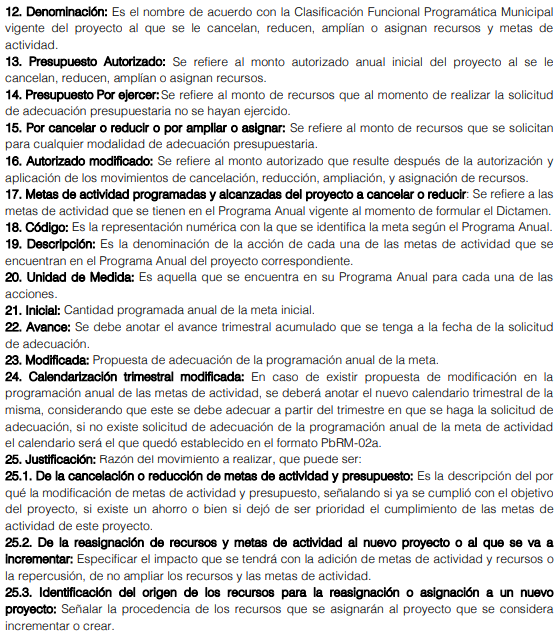 12. Denominación: Es el nombre de acuerdo con la Clasificación Funcional Programática Municipal
vigente del proyecto al que se le cancelan, reducen, amplían o asignan recursos y metas de
actividad.
13. Presupuesto Autorizado: Se refiere al monto autorizado anual inicial del proyecto al se le
cancelan, reducen, amplían o asignan recursos.
14. Presupuesto Por ejercer: Se refiere al monto de recursos que al momento de realizar la solicitud
de adecuación presupuestaria no se hayan ejercido.
15. Por cancelar o reducir o por ampliar o asignar: Se refiere al monto de recursos que se solicitan
para cualquier modalidad de adecuación presupuestaria.
16. Autorizado modificado: Se refiere al monto autorizado que resulte después de la autorización y
aplicación de los movimientos de cancelación, reducción, ampliación, y asignación de recursos.
17. Metas de actividad programadas y alcanzadas del proyecto a cancelar o reducir: Se refiere a las
metas de actividad que se tienen en el Programa Anual vigente al momento de formular el Dictamen.
18. Código: Es la representación numérica con la que se identifica la meta según el Programa Anual.
19. Descripción: Es la denominación de la acción de cada una de las metas de actividad que se
encuentran en el Programa Anual del proyecto correspondiente.
20. Unidad de Medida: Es aquella que se encuentra en su Programa Anual para cada una de las
acciones.
21. Inicial: Cantidad programada anual de la meta inicial.
22. Avance: Se debe anotar el avance trimestral acumulado que se tenga a la fecha de la solicitud
de adecuación.
23. Modificada: Propuesta de adecuación de la programación anual de la meta.
24. Calendarización trimestral modificada: En caso de existir propuesta de modificación en la
programación anual de las metas de actividad, se deberá anotar el nuevo calendario trimestral de la
misma, considerando que este se debe adecuar a partir del trimestre en que se haga la solicitud de
adecuación, si no existe solicitud de adecuación de la programación anual de la meta de actividad
el calendario será el que quedó establecido en el formato PbRM-02a.
25. Justificación: Razón del movimiento a realizar, que puede ser:
25.1. De la cancelación o reducción de metas de actividad y presupuesto: Es la descripción del por
qué la modificación de metas de actividad y presupuesto, señalando si ya se cumplió con el objetivo
del proyecto, si existe un ahorro o bien si dejó de ser prioridad el cumplimiento de las metas de
actividad de este proyecto.
25.2. De la reasignación de recursos y metas de actividad al nuevo proyecto o al que se va a
incrementar: Especificar el impacto que se tendrá con la adición de metas de actividad y recursos o
la repercusión, de no ampliar los recursos y las metas de actividad.
25.3. Identificación del origen de los recursos para la reasignación o asignación a un nuevo
proyecto: Señalar la procedencia de los recursos que se asignarán al proyecto que se considera
incrementar o crear.